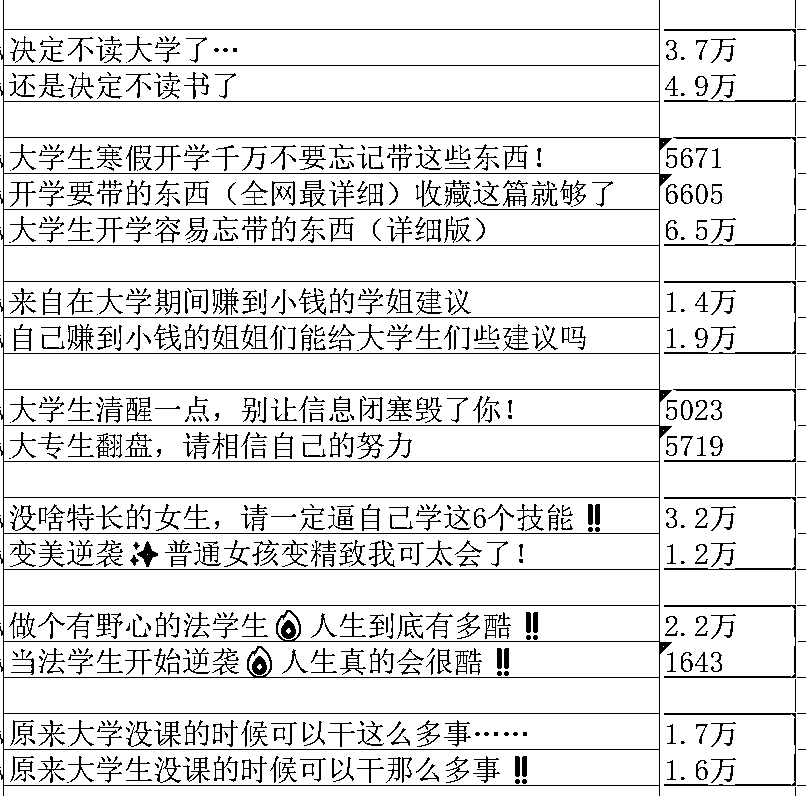 决定不读大学了… 3.7万
还是决定不读书了 4.9万
大学生寒假开学千万不要忘记带这些东西！ 5671
开学要带的东西（全网最详细）收藏这篇就够了 6605
大学生开学容易忘带的东西（详细版） 6.5万
来自在大学期间赚到小钱的学姐建议 1.4万
自己赚到小钱的姐姐们能给大学生们些建议吗 1.9万
大学生清醒一点，别让信息闭塞毁了你！ 5023
大专生翻盘，请相信自己的努力 5719
没啥特长的女生，请一定逼自己学这6个技能‼ 3.2万
变美逆袭✨普通女孩变精致我可太会了！ 1.2万
做个有野心的法学生🔥人生到底有多酷‼ 2.2万
当法学生开始逆袭🔥人生真的会很酷‼ 1643
原来大学没课的时候可以干这么多事…… 1.7万
原来大学生没课的时候可以干那么多事‼ 1.6万